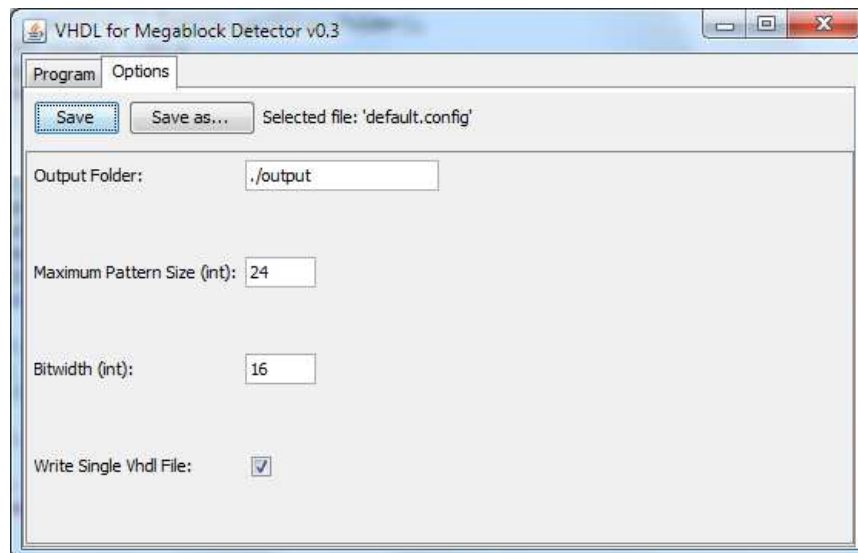 VHDL for Megablock Detector v0.3
Program Options
Save Save as... Selected file: 'default.config'
Output Folder: ./output
Maximum Pattern Size (int): 24
Bitwidth (int): 16
Write Single Vhdl File: